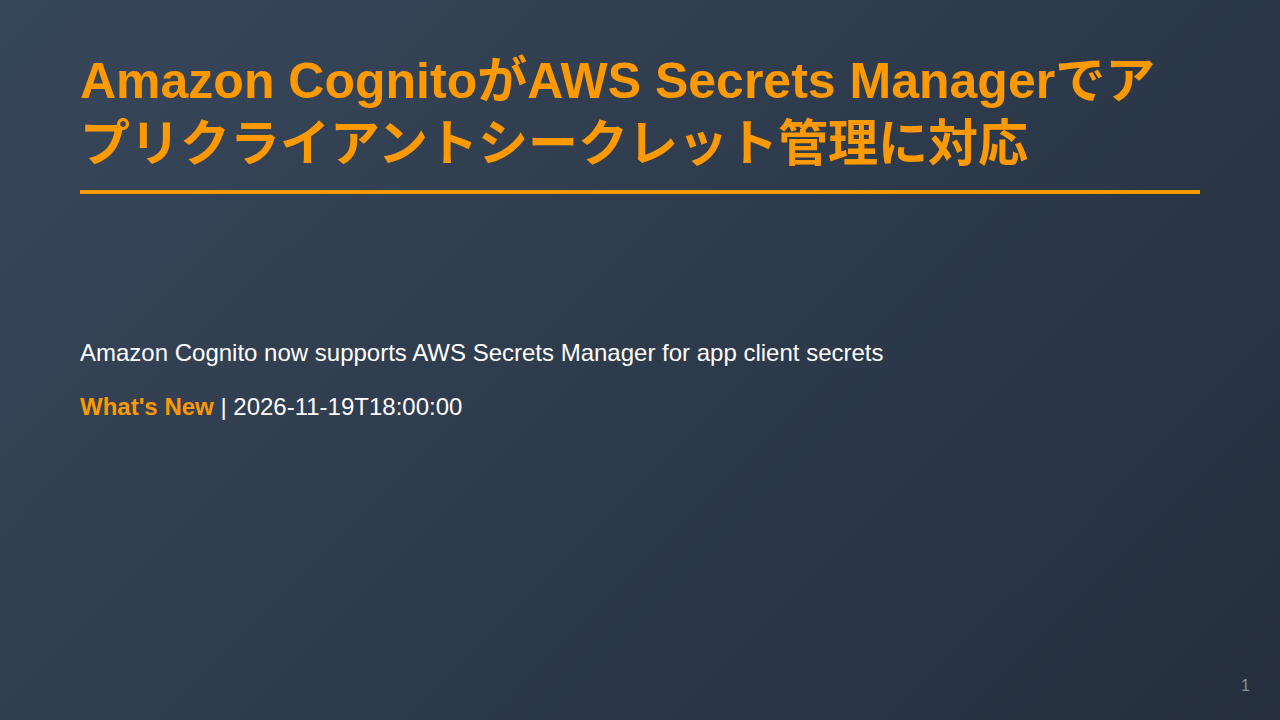 Amazon CognitoがAWS Secrets Managerでア
プリクライアントシークレット管理に対応
Amazon Cognito now supports AWS Secrets Manager for app client secrets
What's New | 2026-11-19T18:00:00
1